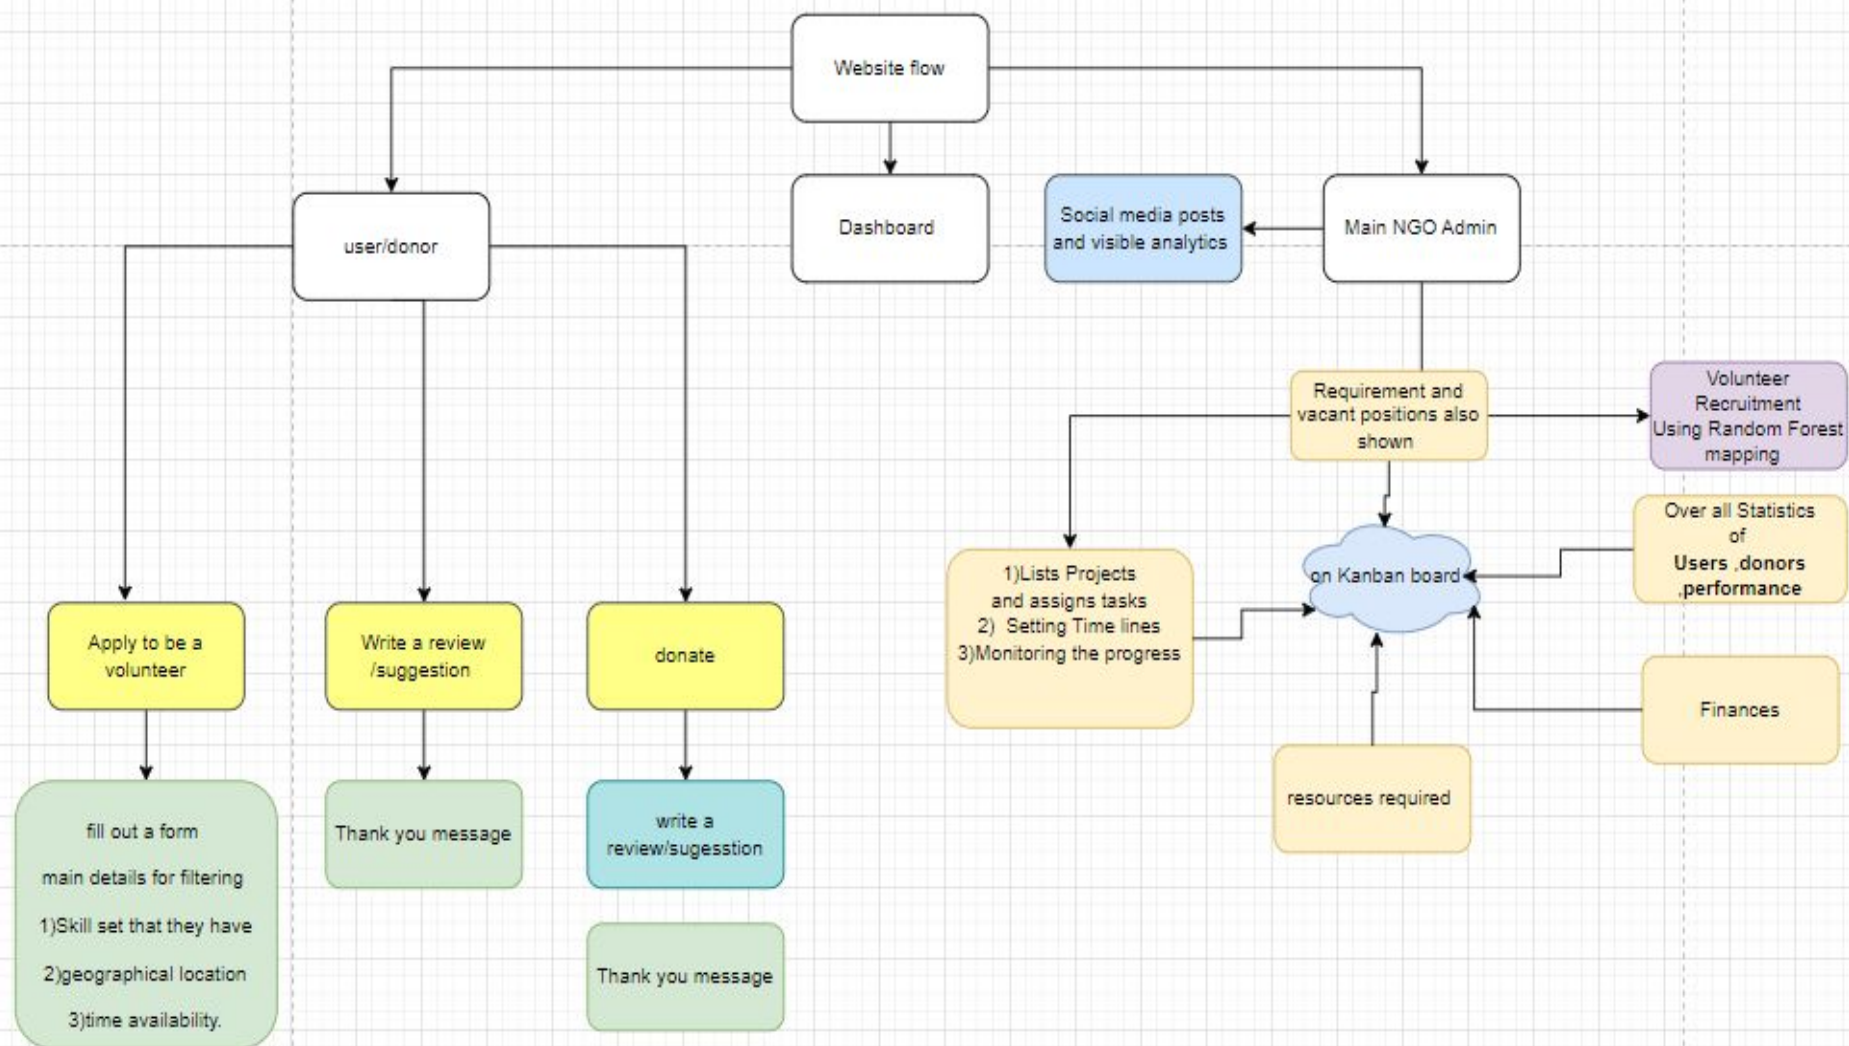 Website flow
user/donor
Dashboard
Social media posts
and visible analytics
Main NGO Admin
Requirement and
vacant positions also
shown
Volunteer
Recruitment
Using Random Forest
mapping
Over all Statistics
of
Users ,donors
,performance
1)Lists Projects
and assigns tasks
2) Setting Time lines
3)Monitoring the progress
on Kanban board
Apply to be a
volunteer
Write a review
/suggestion
donate
Finances
resources required
fill out a form
main details for filtering
1)Skill set that they have
2)geographical location
3)time availability.
Thank you message
write a
review/sugesstion
Thank you message